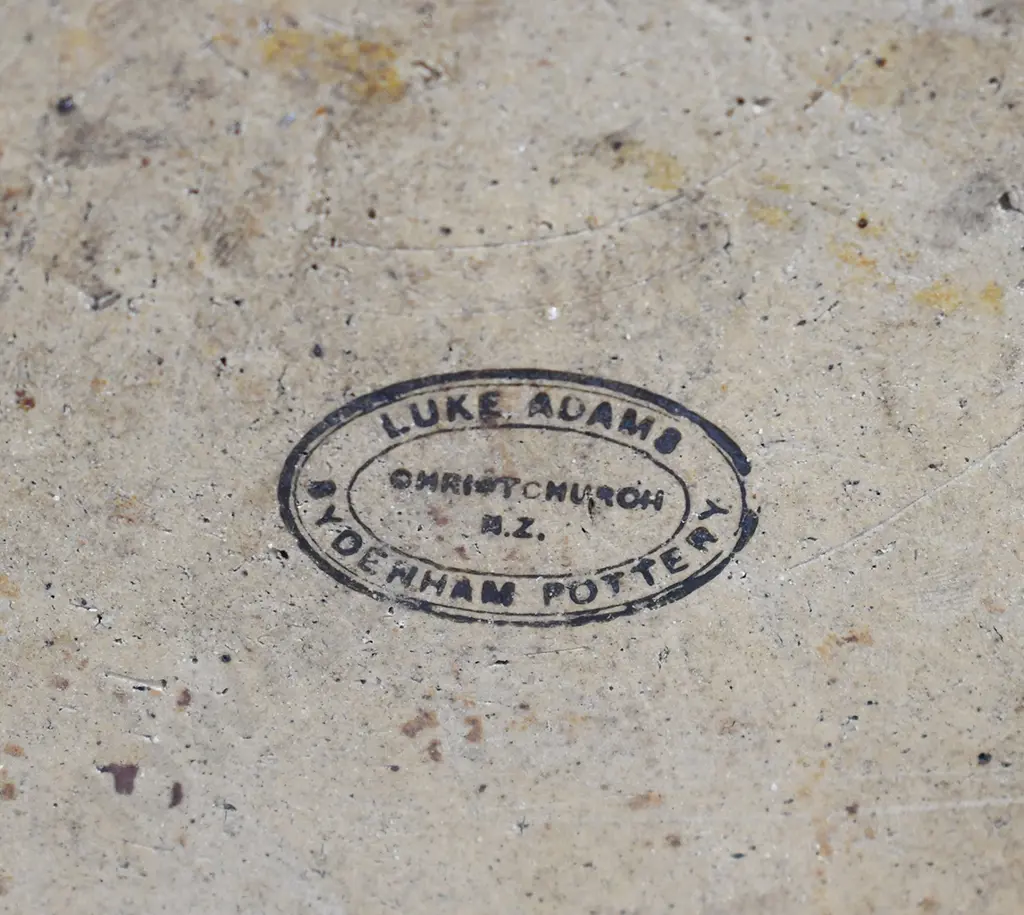 LUKE ADAMS
CHRISTCHURCH
N.Z.
SYDENHAM POTTERY